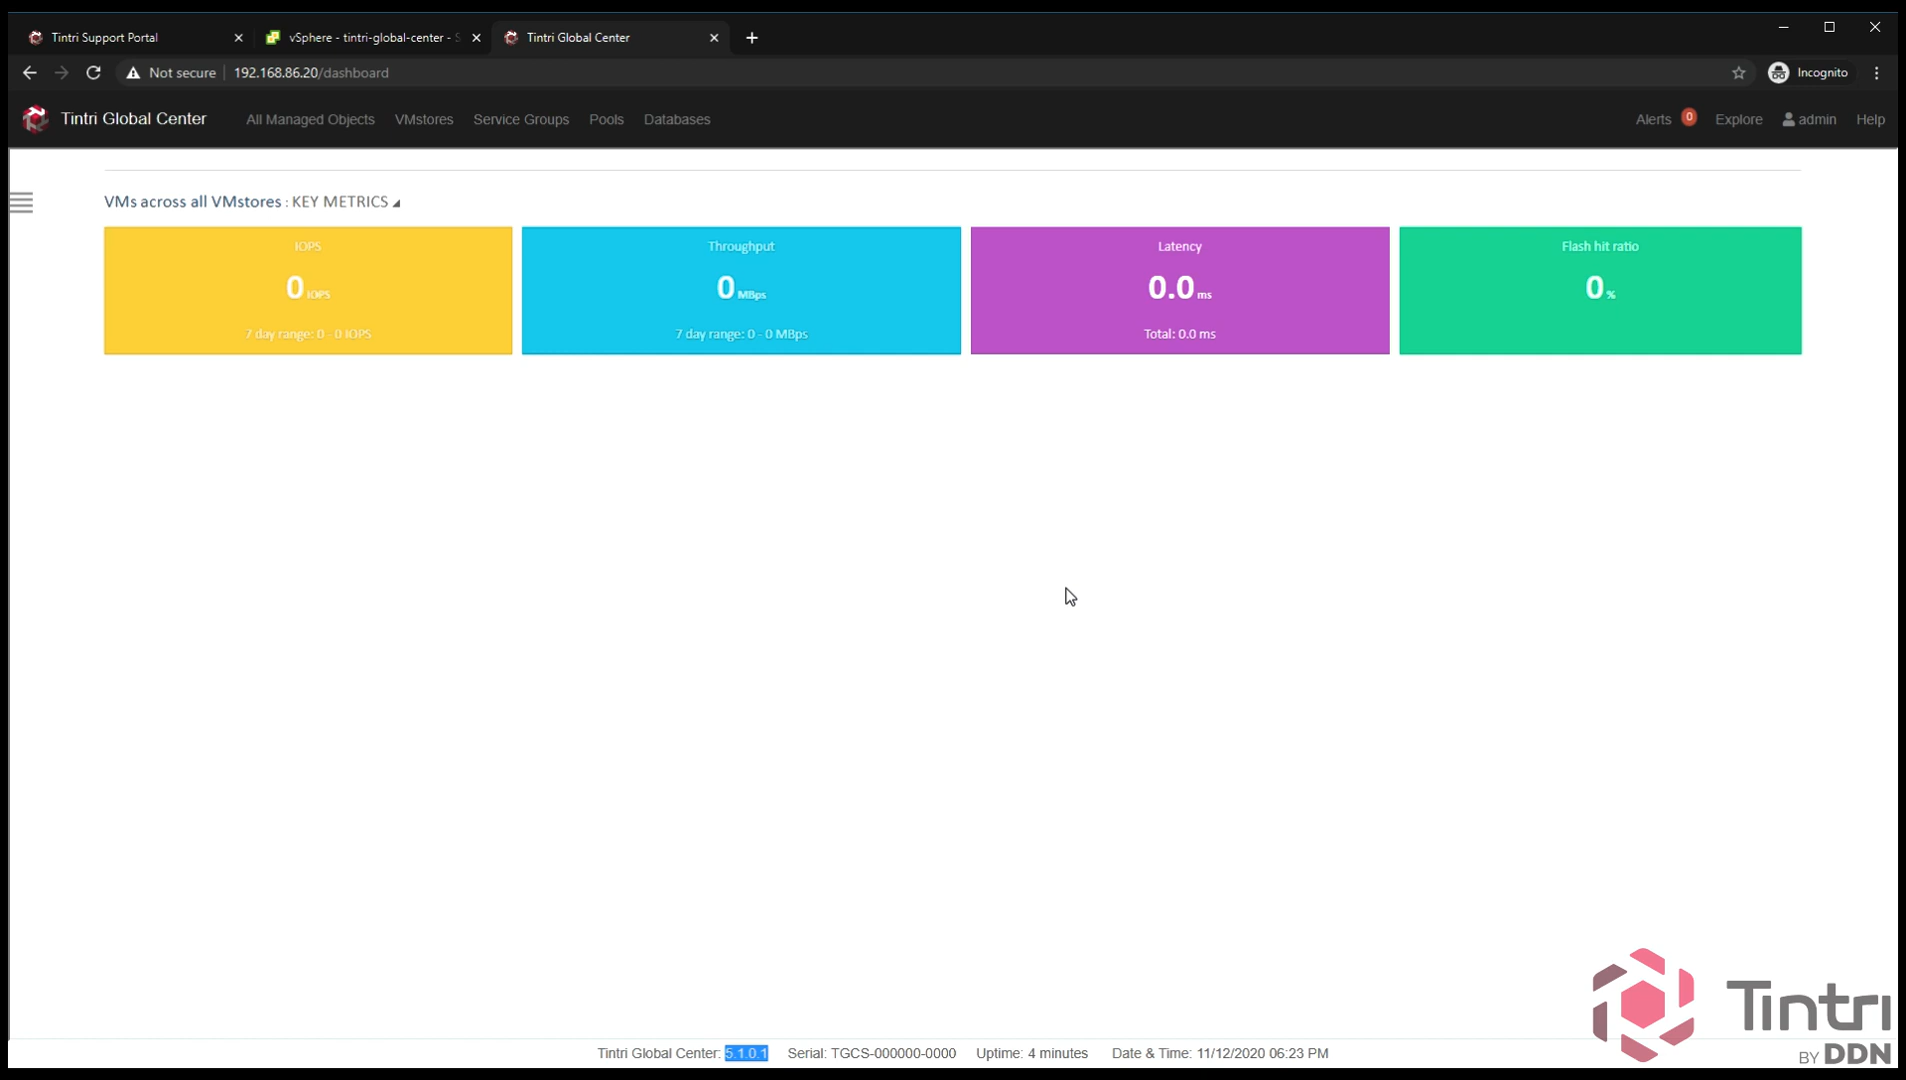 Tintri Support Portal
vSphere - tintri-global-center -
Tintri Global Center
Not secure 192.168.86.20/dashboard
Incognito
Tintri Global Center
All Managed Objects
VMstores
Service Groups
Pools
Databases
Alerts 0
Explore
admin
Help
VMs across all VMstores : KEY METRICS
IOPS
0 IOPS
7 day range: 0 - 0 IOPS
Throughput
0 MBps
7 day range: 0 - 0 MBps
Latency
0.0 ms
Total: 0.0 ms
Flash hit ratio
0 %
Tintri Global Center: 5.1.0.1 Serial: TGCS-000000-0000 Uptime: 4 minutes Date & Time: 11/12/2020 06:23 PM
Tintri
BY DDN